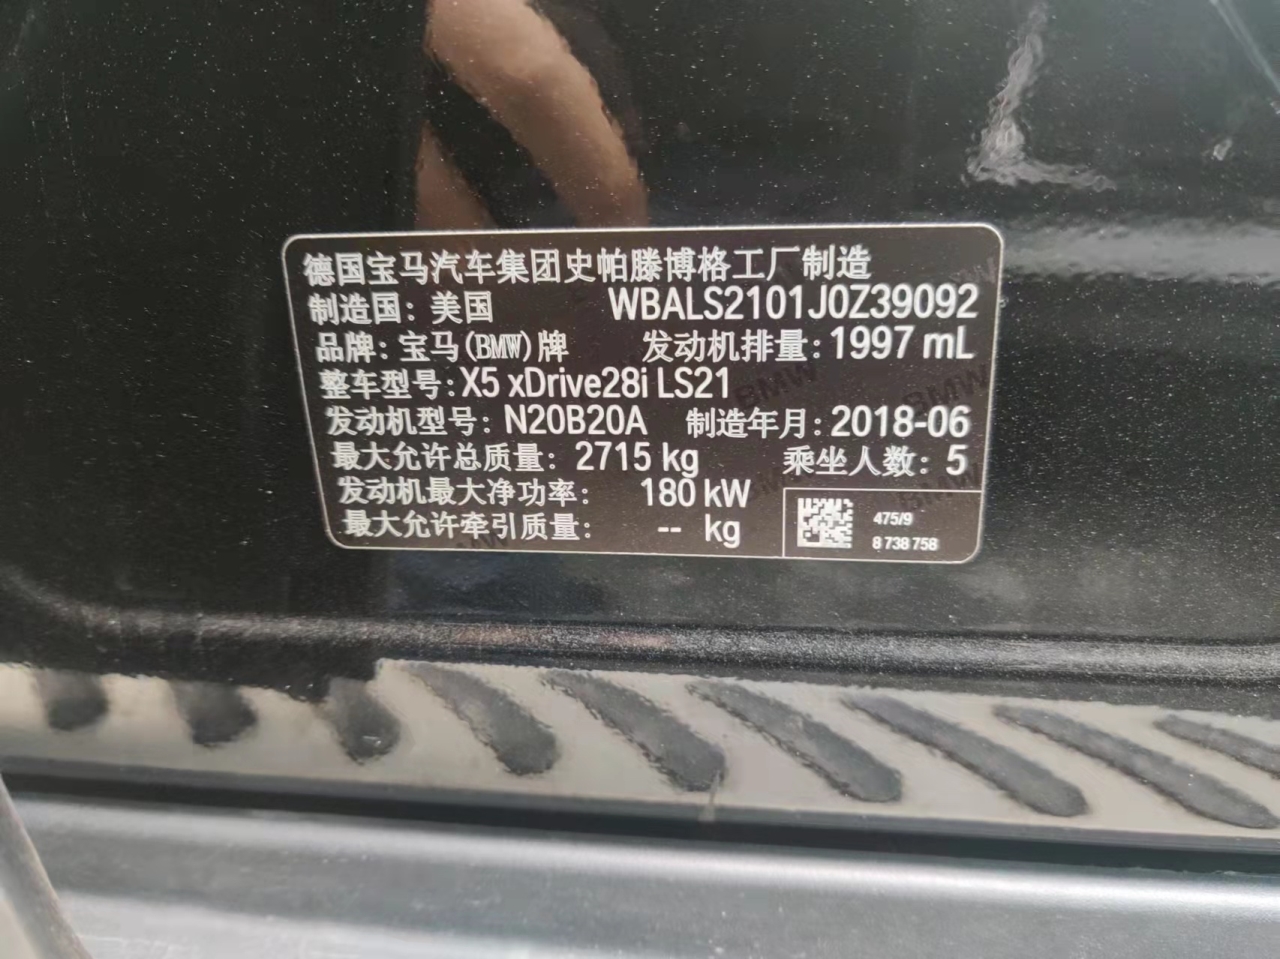 德国宝马汽车集团史帕滕博格工厂制造
制造国: 美国 WBALS2101J0Z39092
品牌: 宝马(BMW)牌 发动机排量: 1997 mL
整车型号: X5 xDrive28i LS21
发动机型号: N20B20A 制造年月: 2018-06
最大允许总质量: 2715 kg 乘坐人数: 5
发动机最大净功率: 180 kW
最大允许牵引质量: -- kg
475/9
8 738 758